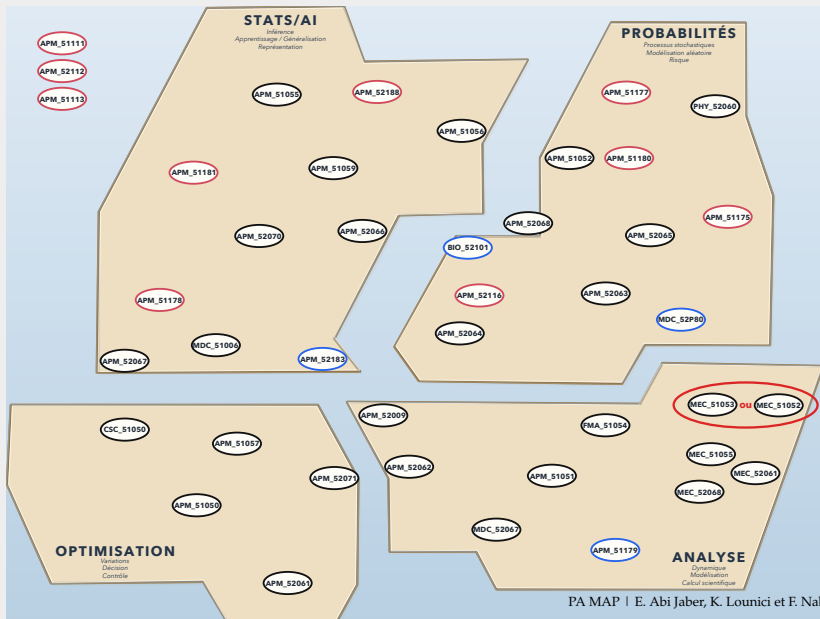 APM_51111
APM_52112
APM_51113
STATS/AI
Inférence
Apprentissage / Généralisation
Représentation
APM_51055
APM_52188
APM_51056
APM_51059
APM_51181
APM_52070
APM_52066
APM_51178
MDC_51006
APM_52067
APM_52183
PROBABILITÉS
Processus stochastiques
Modélisation aléatoire
Risque
APM_51177
PHY_52060
APM_51052
APM_51180
APM_52068
APM_51175
APM_52065
BIO_52101
APM_52116
APM_52063
MDC_52P80
APM_52064
CSC_51050
APM_51057
APM_52071
APM_51050
OPTIMISATION
Variations
Décision
Contrôle
APM_52061
APM_52009
MEC_51053 ou MEC_51052
FMA_51054
MEC_51055
APM_52062
APM_51051
MEC_52061
MEC_52068
MDC_52067
APM_51179
ANALYSE
Dynamique
Modélisation
Calcul scientifique
PA MAP | E. Abi Jaber, K. Lounici et F. Nal